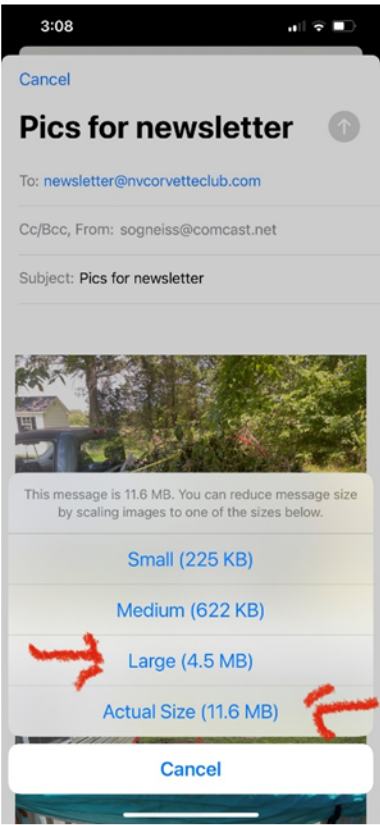 3:08
Cancel
Pics for newsletter
To: newsletter@nvcorvetteclub.com
Cc/Bcc, From: sogneiss@comcast.net
Subject: Pics for newsletter
This message is 11.6 MB. You can reduce message size
by scaling images to one of the sizes below.
Small (225 KB)
Medium (622 KB)
Large (4.5 MB)
Actual Size (11.6 MB)
Cancel